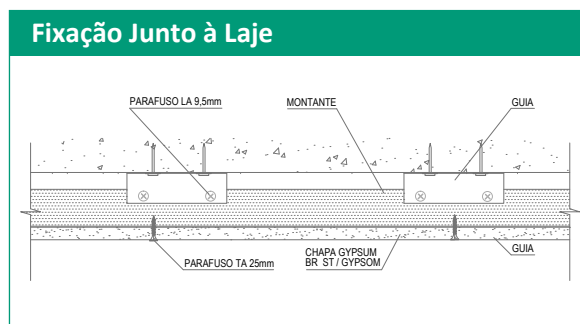 Fixação Junto à Laje
PARAFUSO LA 9,5mm
MONTANTE
GUIA
PARAFUSO TA 25mm
CHAPA GYPSUM
BR ST / GYPSOM
GUIA